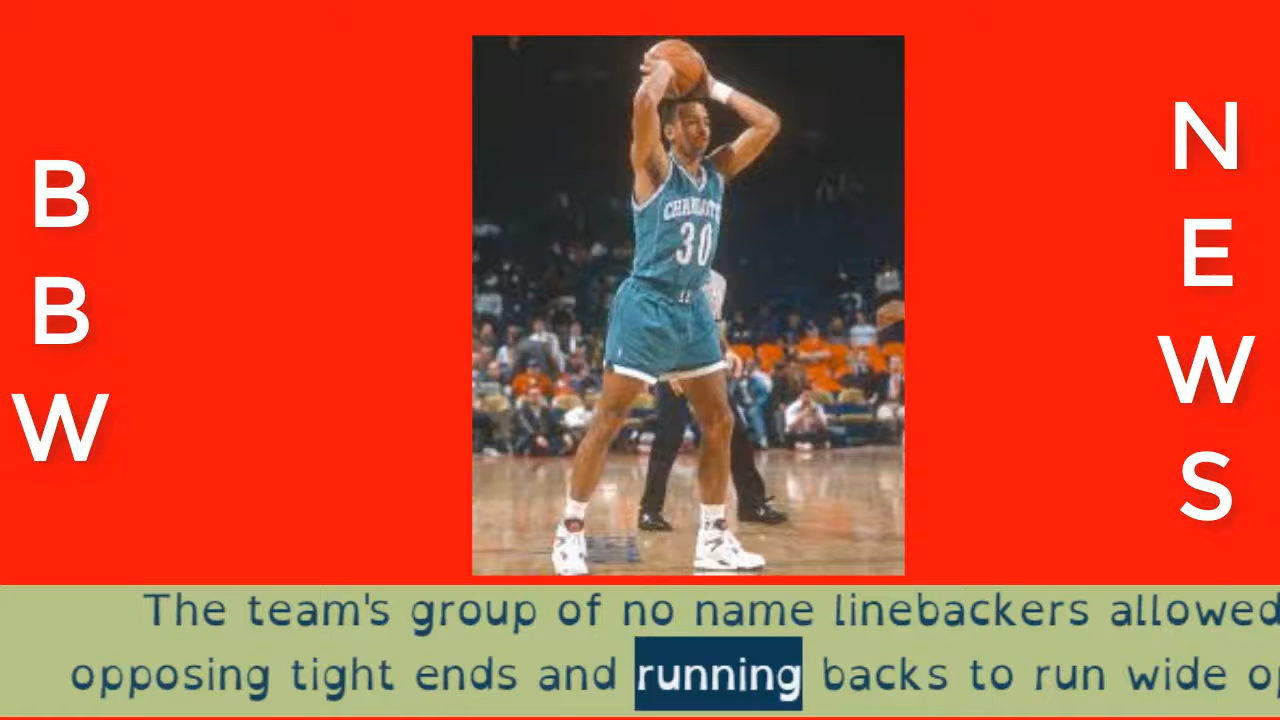 B
B
W
N
E
W
S
CHARLOTTE
30
The team's group of no name linebackers allowed
opposing tight ends and running backs to run wide